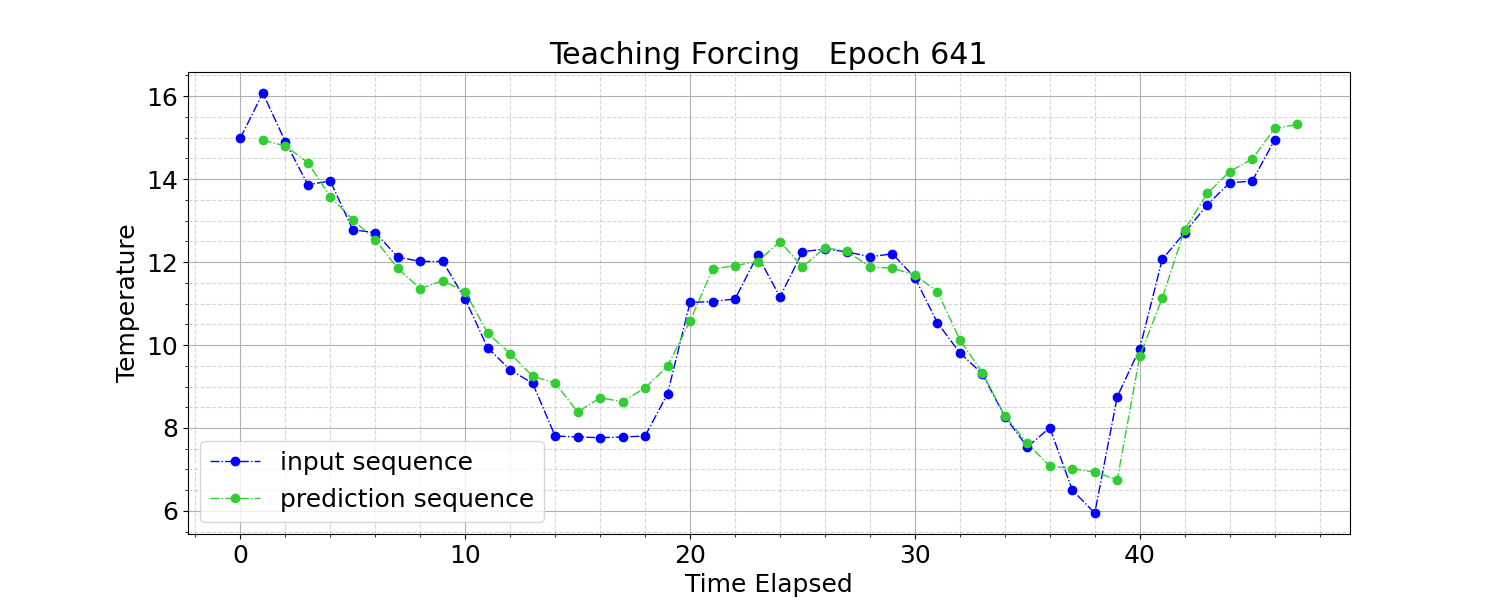 Teaching Forcing   Epoch 641
Temperature
16
14
12
10
8
6
input sequence
prediction sequence
0 10 20 30 40
Time Elapsed